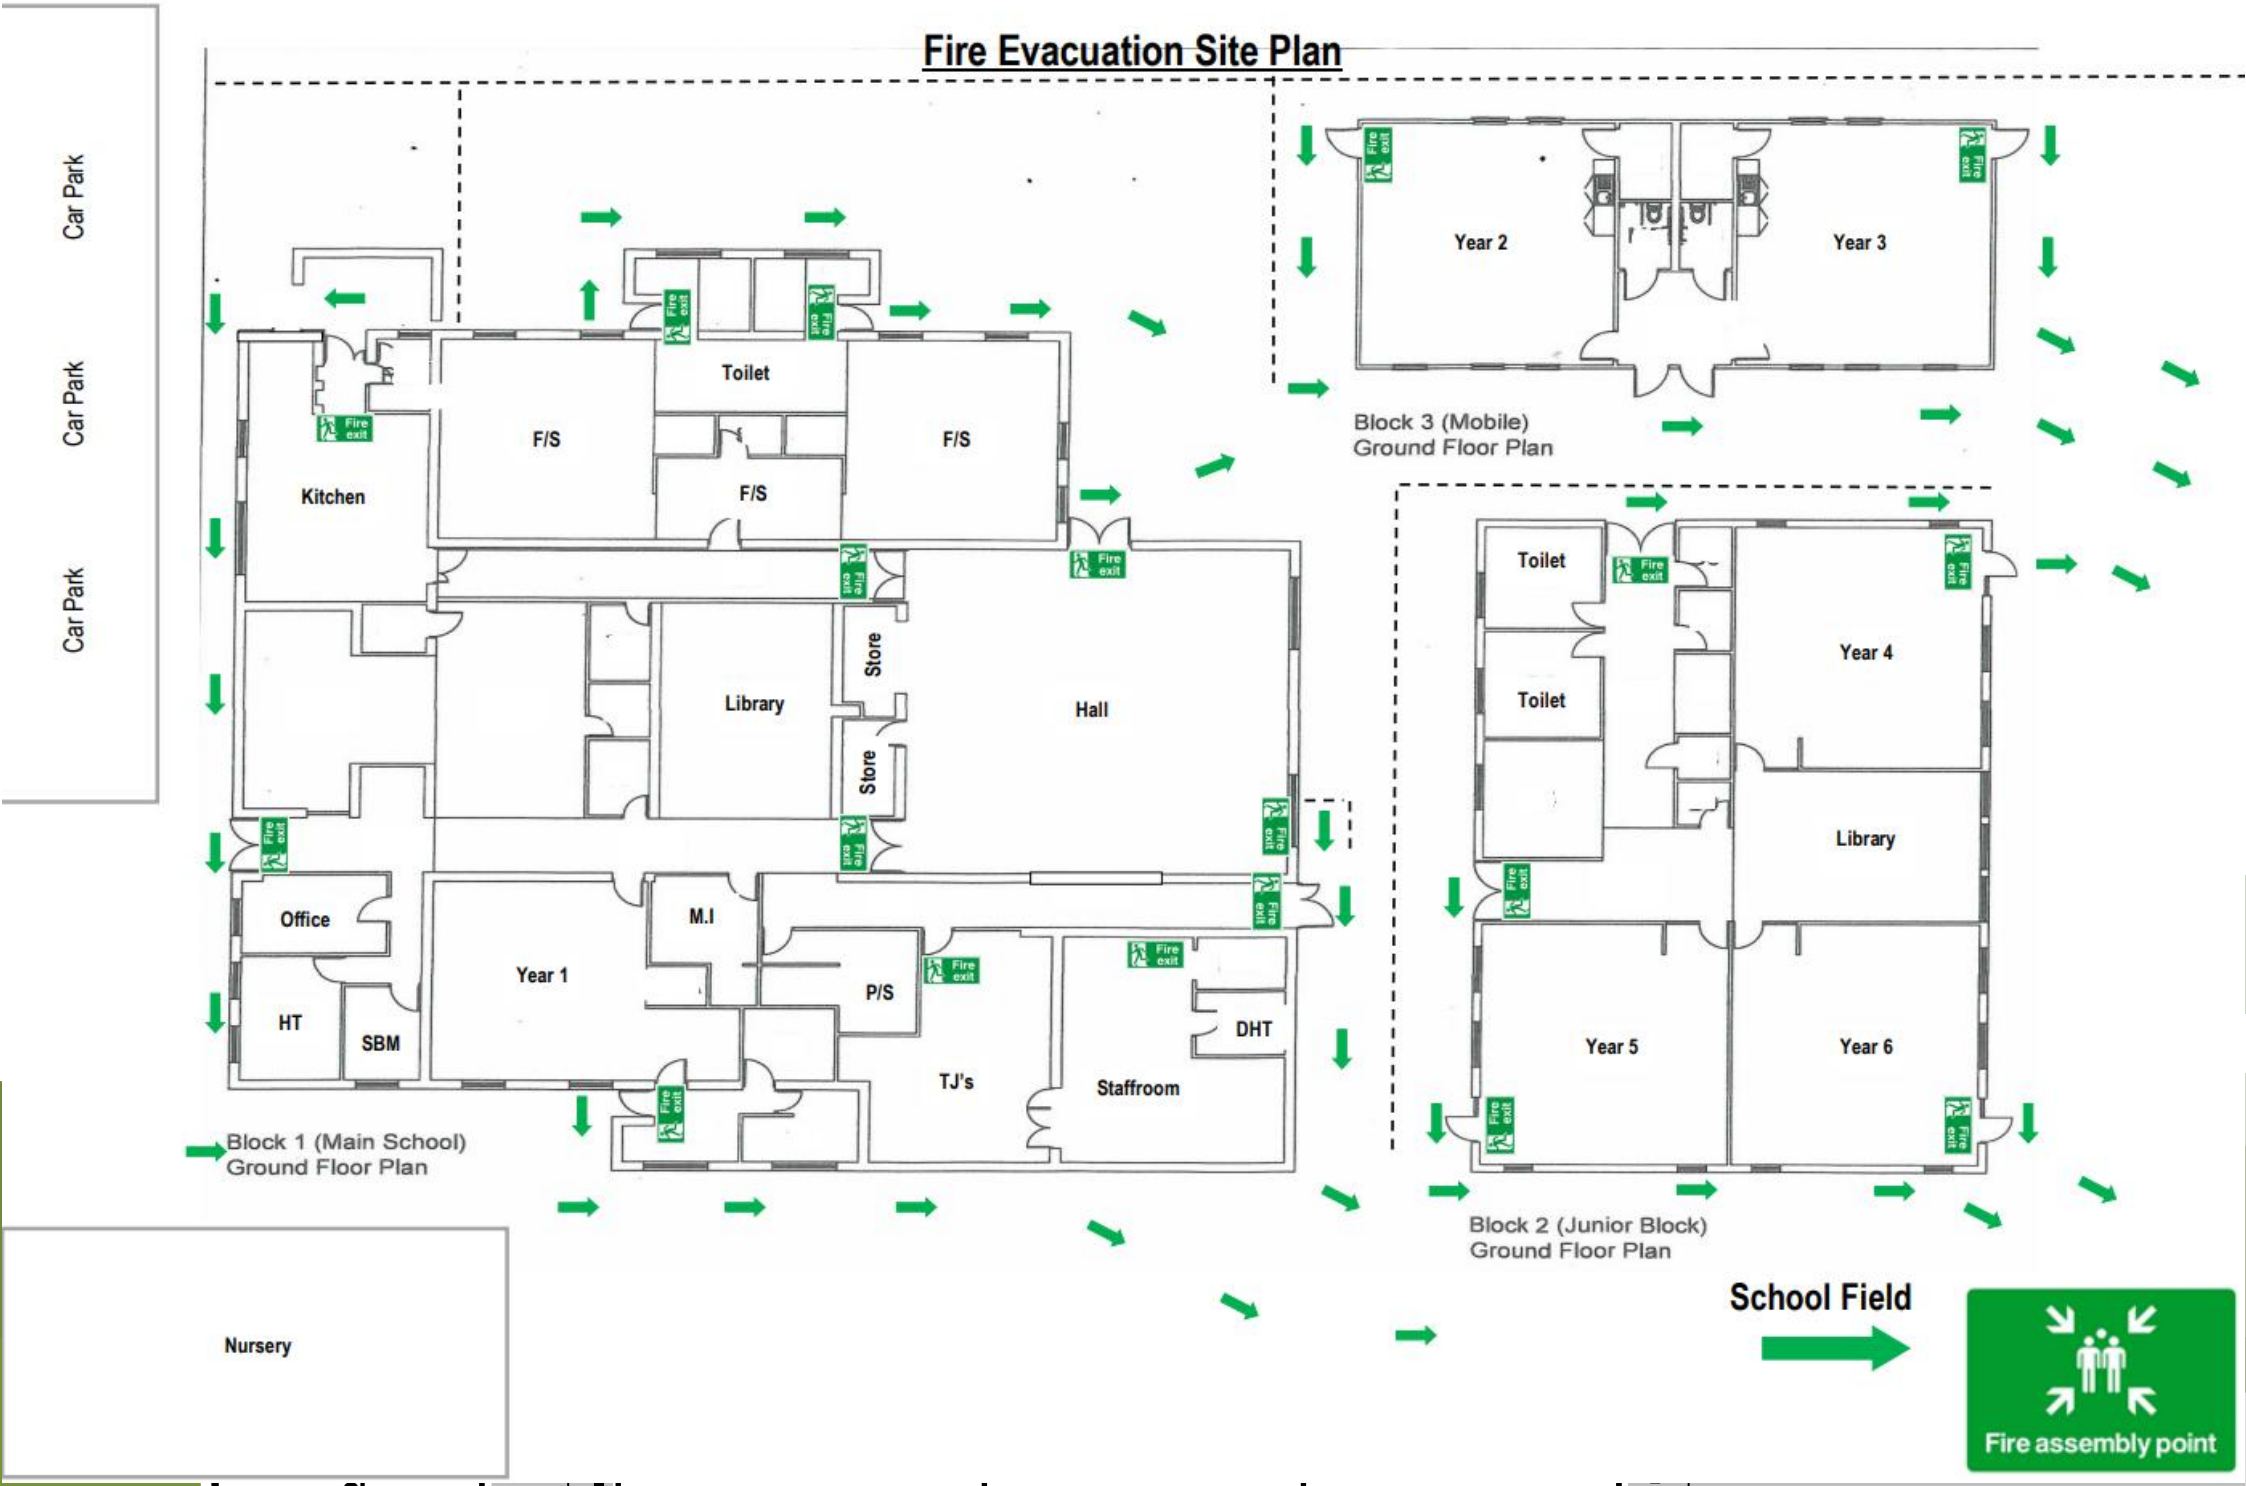 Fire Evacuation Site Plan
Car Park
Car Park
Car Park
Fire
exit
Fire
exit
Year 2
Year 3
Block 3 (Mobile)
Ground Floor Plan
Fire
exit
Fire
exit
Toilet
Fire
exit
F/S
F/S
F/S
Kitchen
Fire
exit
Fire
exit
Store
Library
Hall
Store
Fire
exit
Fire
exit
Fire
exit
Fire
exit
Office
M.I
Fire
exit
Fire
exit
Year 1
P/S
HT
SBM
DHT
TJ's
Staffroom
Fire
exit
Block 1 (Main School)
Ground Floor Plan
Toilet
Fire
exit
Fire
exit
Year 4
Toilet
Library
Fire
exit
Year 5
Year 6
Fire
exit
Fire
exit
Block 2 (Junior Block)
Ground Floor Plan
School Field
Nursery
Fire assembly point